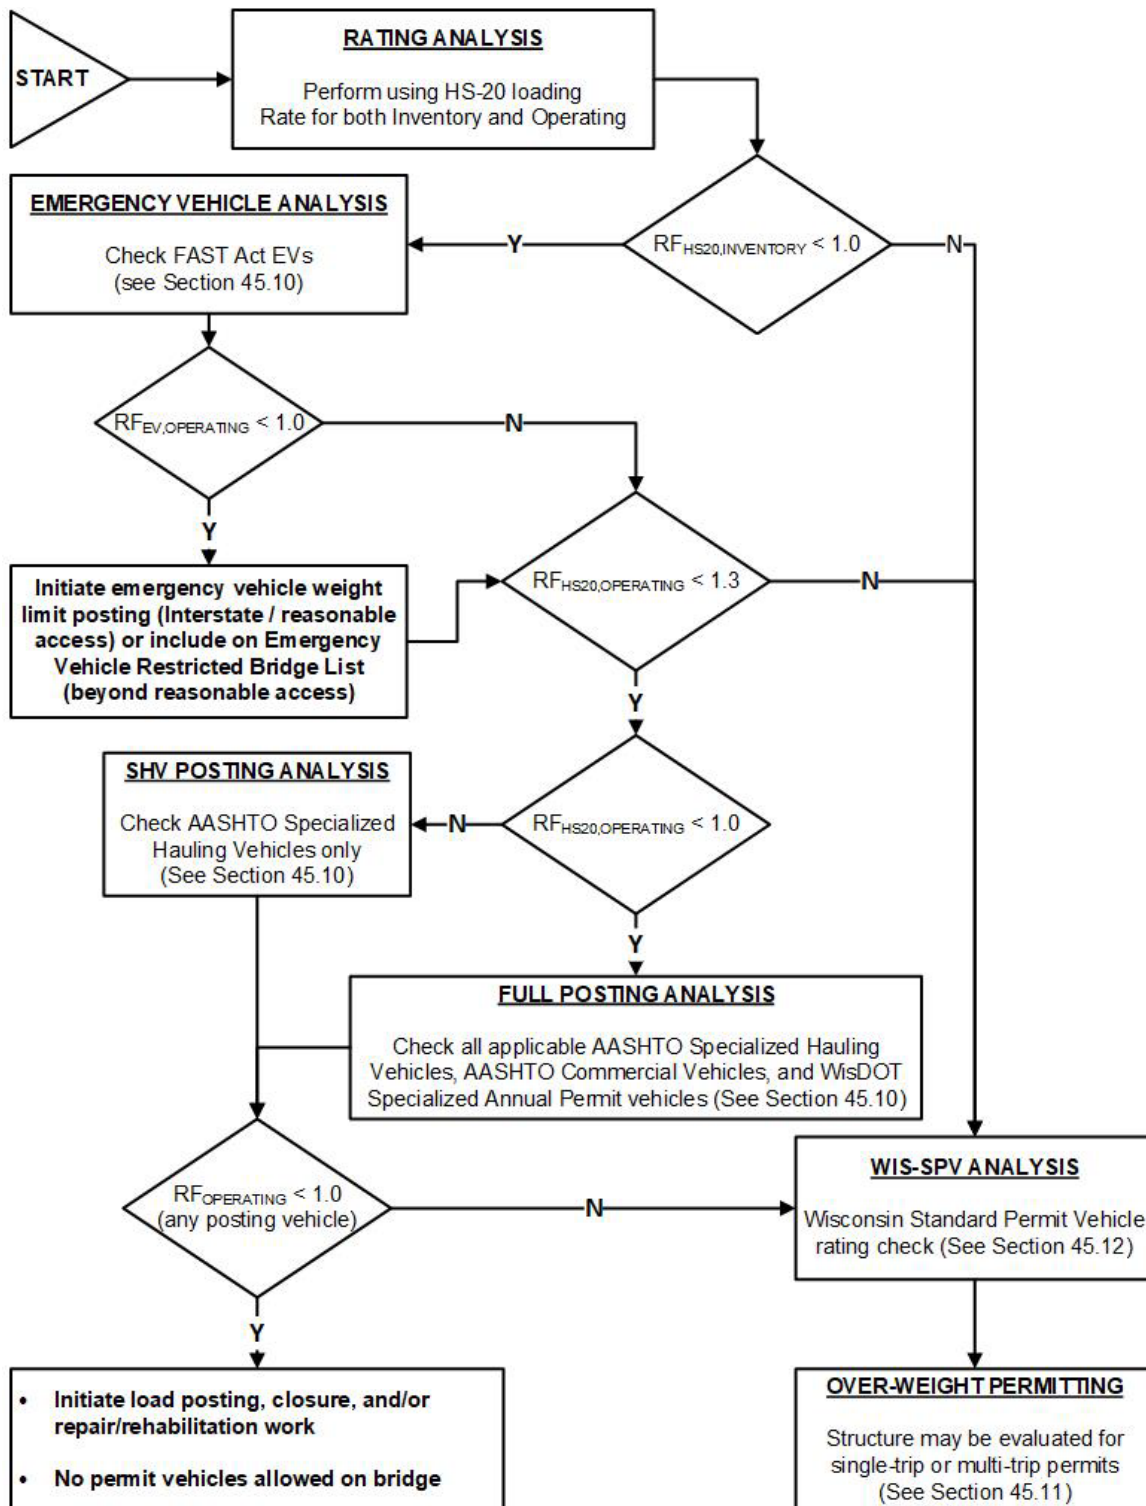 START
RATING ANALYSIS
Perform using HS-20 loading
Rate for both Inventory and Operating
EMERGENCY VEHICLE ANALYSIS
Check FAST Act EVs
(see Section 45.10)
Y
RFHS20,INVENTORY < 1.0
N
RFEV,OPERATING < 1.0
N
Y
Initiate emergency vehicle weight
limit posting (Interstate / reasonable
access) or include on Emergency
Vehicle Restricted Bridge List
(beyond reasonable access)
RFHS20,OPERATING < 1.3
N
Y
SHV POSTING ANALYSIS
Check AASHTO Specialized
Hauling Vehicles only
(See Section 45.10)
N
RFHS20,OPERATING < 1.0
Y
FULL POSTING ANALYSIS
Check all applicable AASHTO Specialized Hauling
Vehicles, AASHTO Commercial Vehicles, and WisDOT
Specialized Annual Permit vehicles (See Section 45.10)
RFOPERATING < 1.0
(any posting vehicle)
N
WIS-SPV ANALYSIS
Wisconsin Standard Permit Vehicle
rating check (See Section 45.12)
Y
• Initiate load posting, closure, and/or
repair/rehabilitation work
• No permit vehicles allowed on bridge
OVER-WEIGHT PERMITTING
Structure may be evaluated for
single-trip or multi-trip permits
(See Section 45.11)